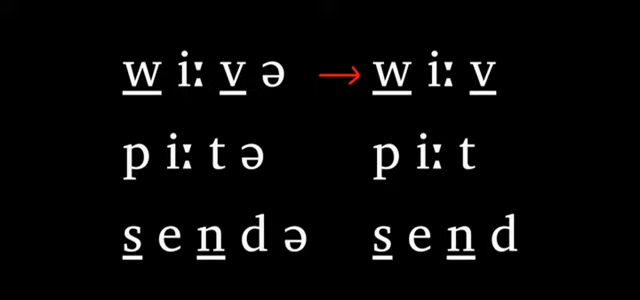 w iː v ə → w iː v
p iː t ə p iː t
s e n d ə s e n d